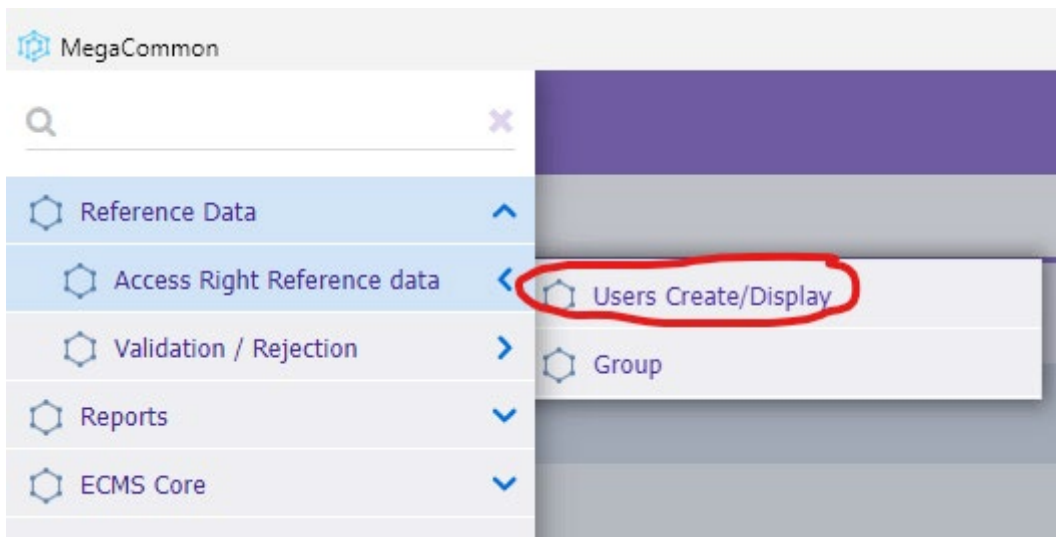 MegaCommon
Reference Data
Access Right Reference data
Users Create/Display
Validation / Rejection
Group
Reports
ECMS Core